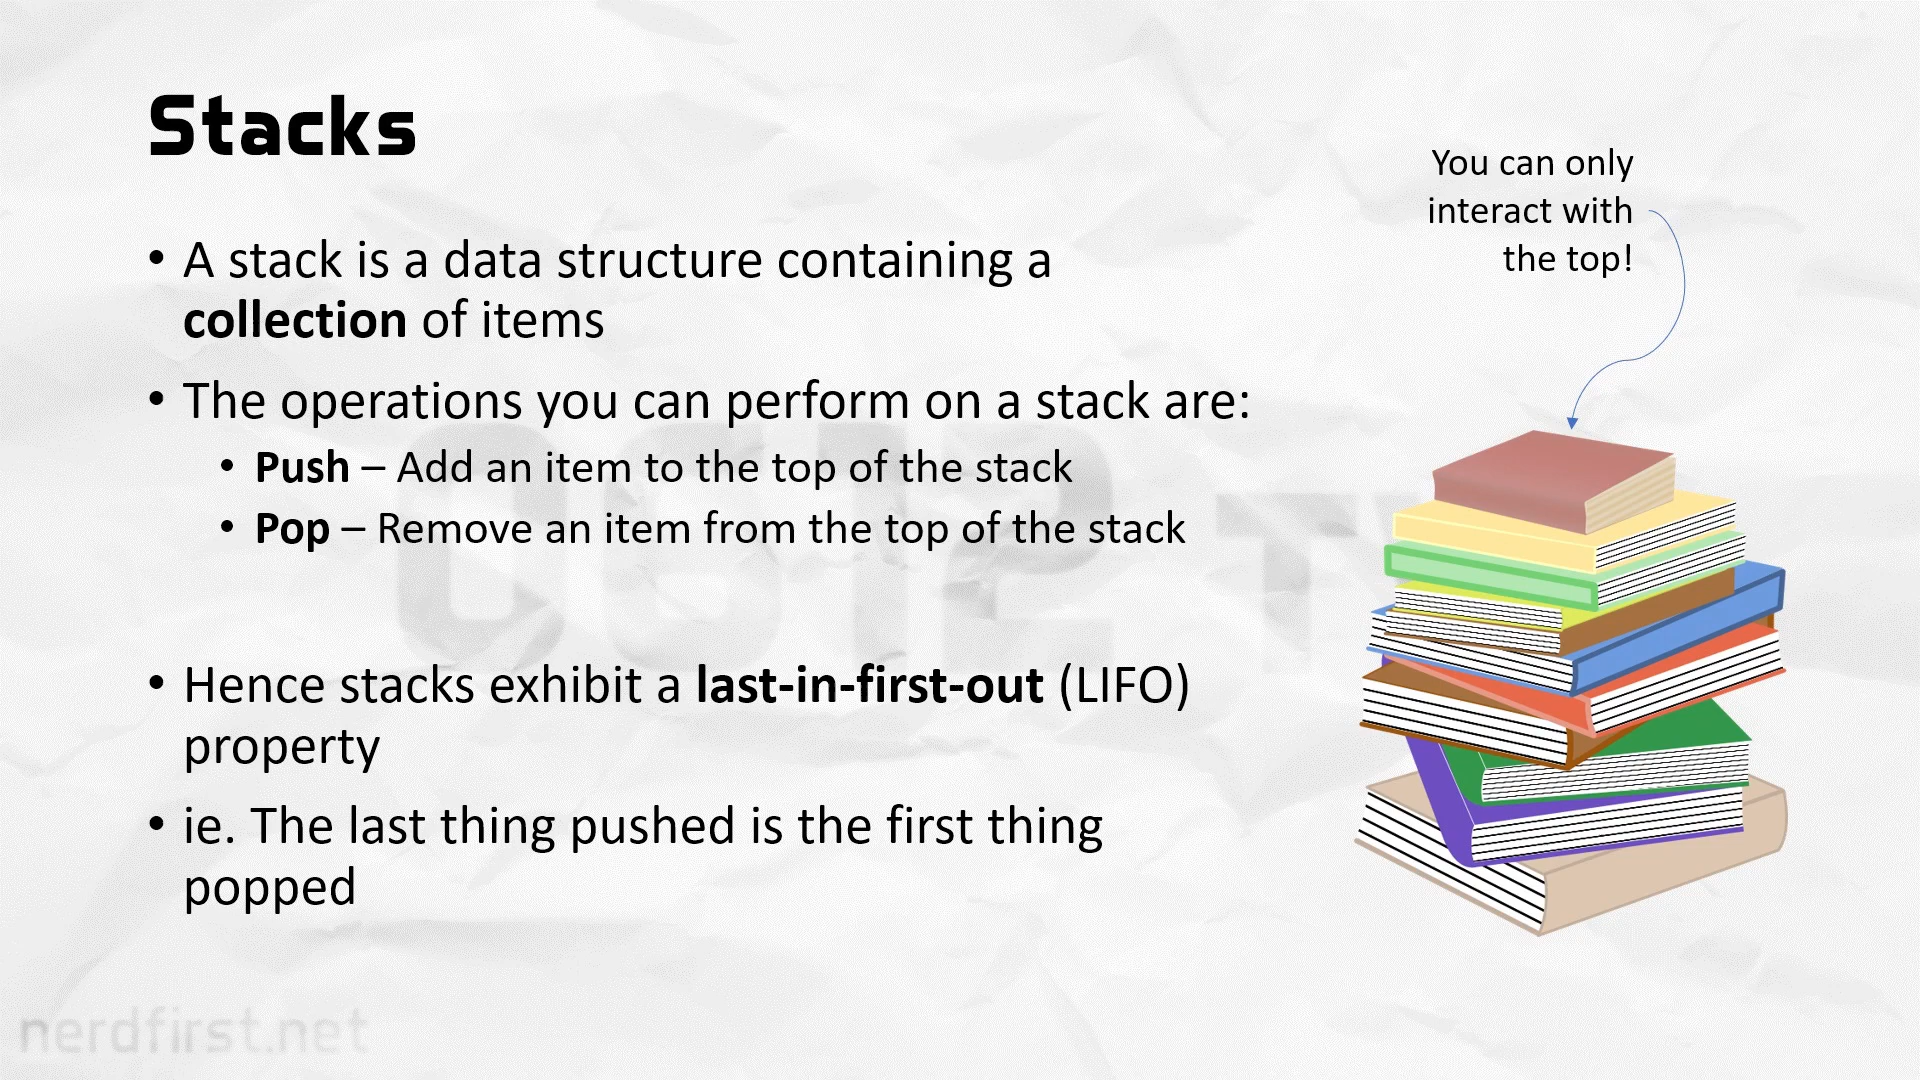 Stacks
You can only
interact with
the top!
• A stack is a data structure containing a
collection of items
• The operations you can perform on a stack are:
• Push – Add an item to the top of the stack
• Pop – Remove an item from the top of the stack
• Hence stacks exhibit a last-in-first-out (LIFO)
property
• ie. The last thing pushed is the first thing
popped
nerdfirst.net